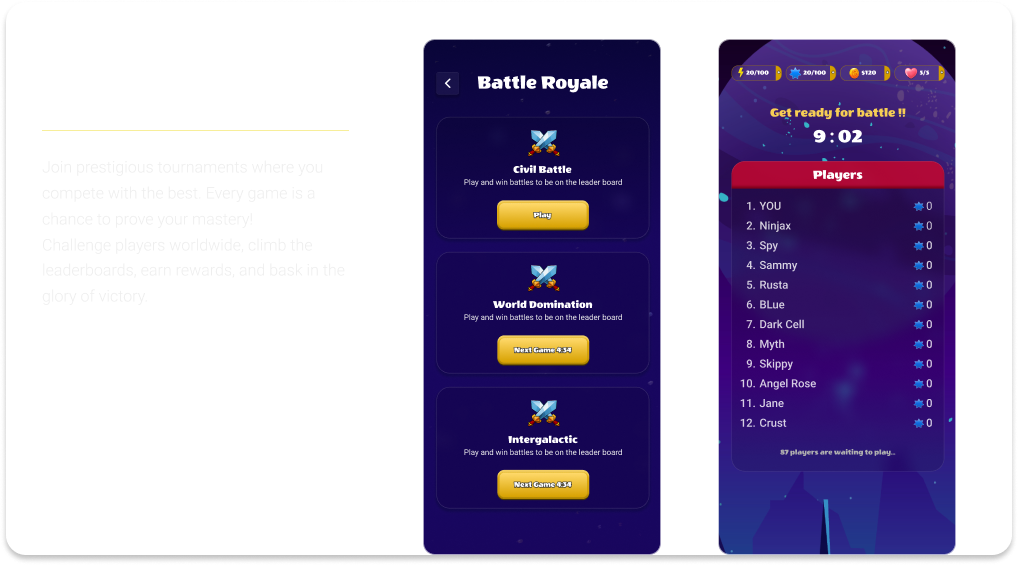 Join prestigious tournaments where you
compete with the best. Every game is a
chance to prove your mastery!
Challenge players worldwide, climb the
leaderboards, earn rewards, and bask in the
glory of victory
Battle Royale
Civil Battle
Play and win battles to be on the leader board
Play
World Domination
Play and win battles to be on the leader board
Next Game 4:34
Intergalactic
Play and win battles to be on the leader board
Next Game 4:34
20/100 20/100 $120 5/5
Get ready for battle !!
9 : 02
Players
1. YOU 0
2. Ninjax 0
3. Spy 0
4. Sammy 0
5. Rusta 0
6. BLue 0
7. Dark Cell 0
8. Myth 0
9. Skippy 0
10. Angel Rose 0
11. Jane 0
12. Crust 0
87 players are waiting to play..